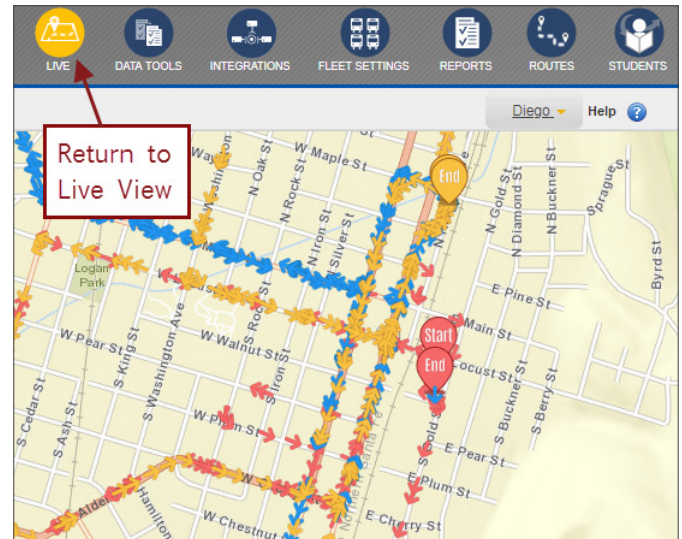 LIVE
DATA TOOLS
INTEGRATIONS
FLEET SETTINGS
REPORTS
ROUTES
STUDENTS
Diego
Help ?
Return to
Live View
W Maple St
N Oak St
N Rock St
N Iron St
N Silver St
End
N Gold St
N Diamond St
N Buckner St
Sprague St
Byrd St
Logan
Park
E Pine St
Start
Main St
End
Locust St
W Pear St
S King St
S Washington Ave
S Rock St
W Walnut St
S Iron St
S Cedar St
S Ash St
W Plum St
S Gold St
S Buckner St
S Berry St
E Pear St
E Plum St
Alder
Hamilton
W Chestnut
E Cherry St